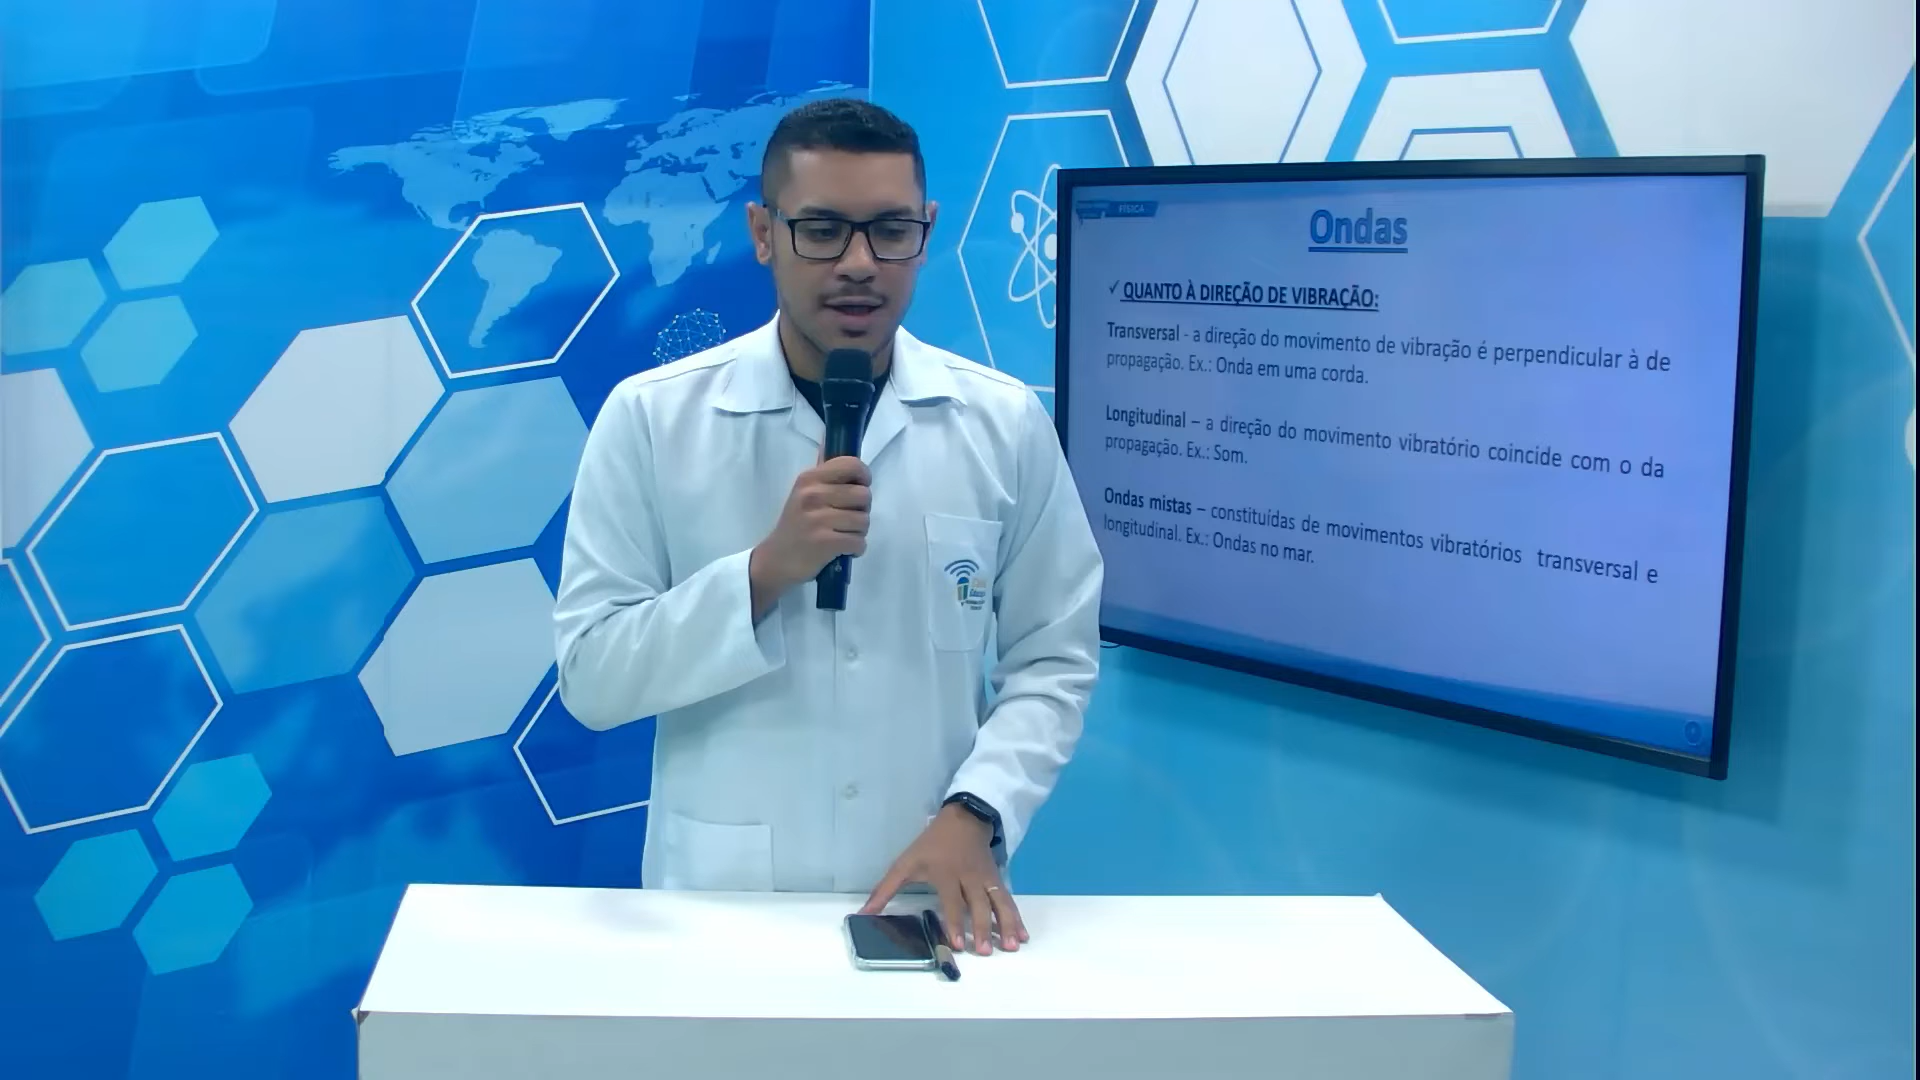 FÍSICA
Ondas
✓ QUANTO À DIREÇÃO DE VIBRAÇÃO:
Transversal - a direção do movimento de vibração é perpendicular à de
propagação. Ex.: Onda em uma corda.
Longitudinal – a direção do movimento vibratório coincide com o da
propagação. Ex.: Som.
Ondas mistas – constituídas de movimentos vibratórios transversal e
longitudinal. Ex.: Ondas no mar.